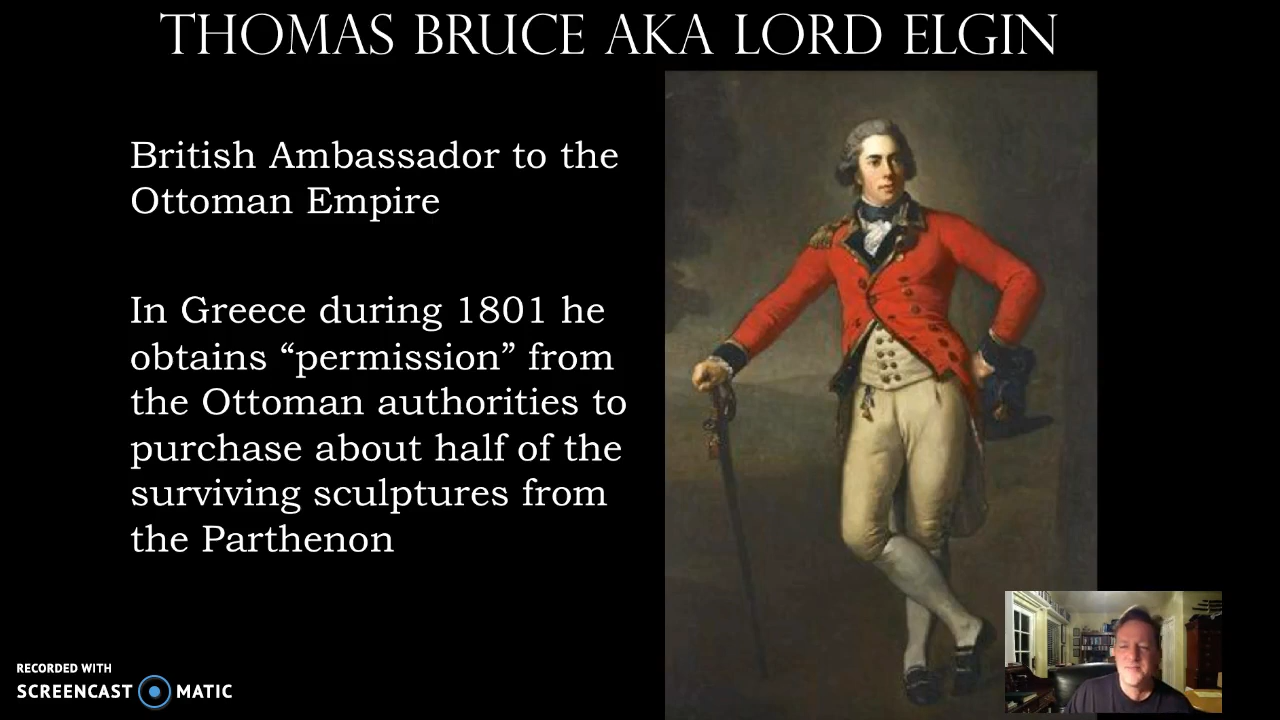 THOMAS BRUCE AKA LORD ELGIN
British Ambassador to the
Ottoman Empire
In Greece during 1801 he
obtains “permission” from
the Ottoman authorities to
purchase about half of the
surviving sculptures from
the Parthenon
RECORDED WITH
SCREENCAST MATIC